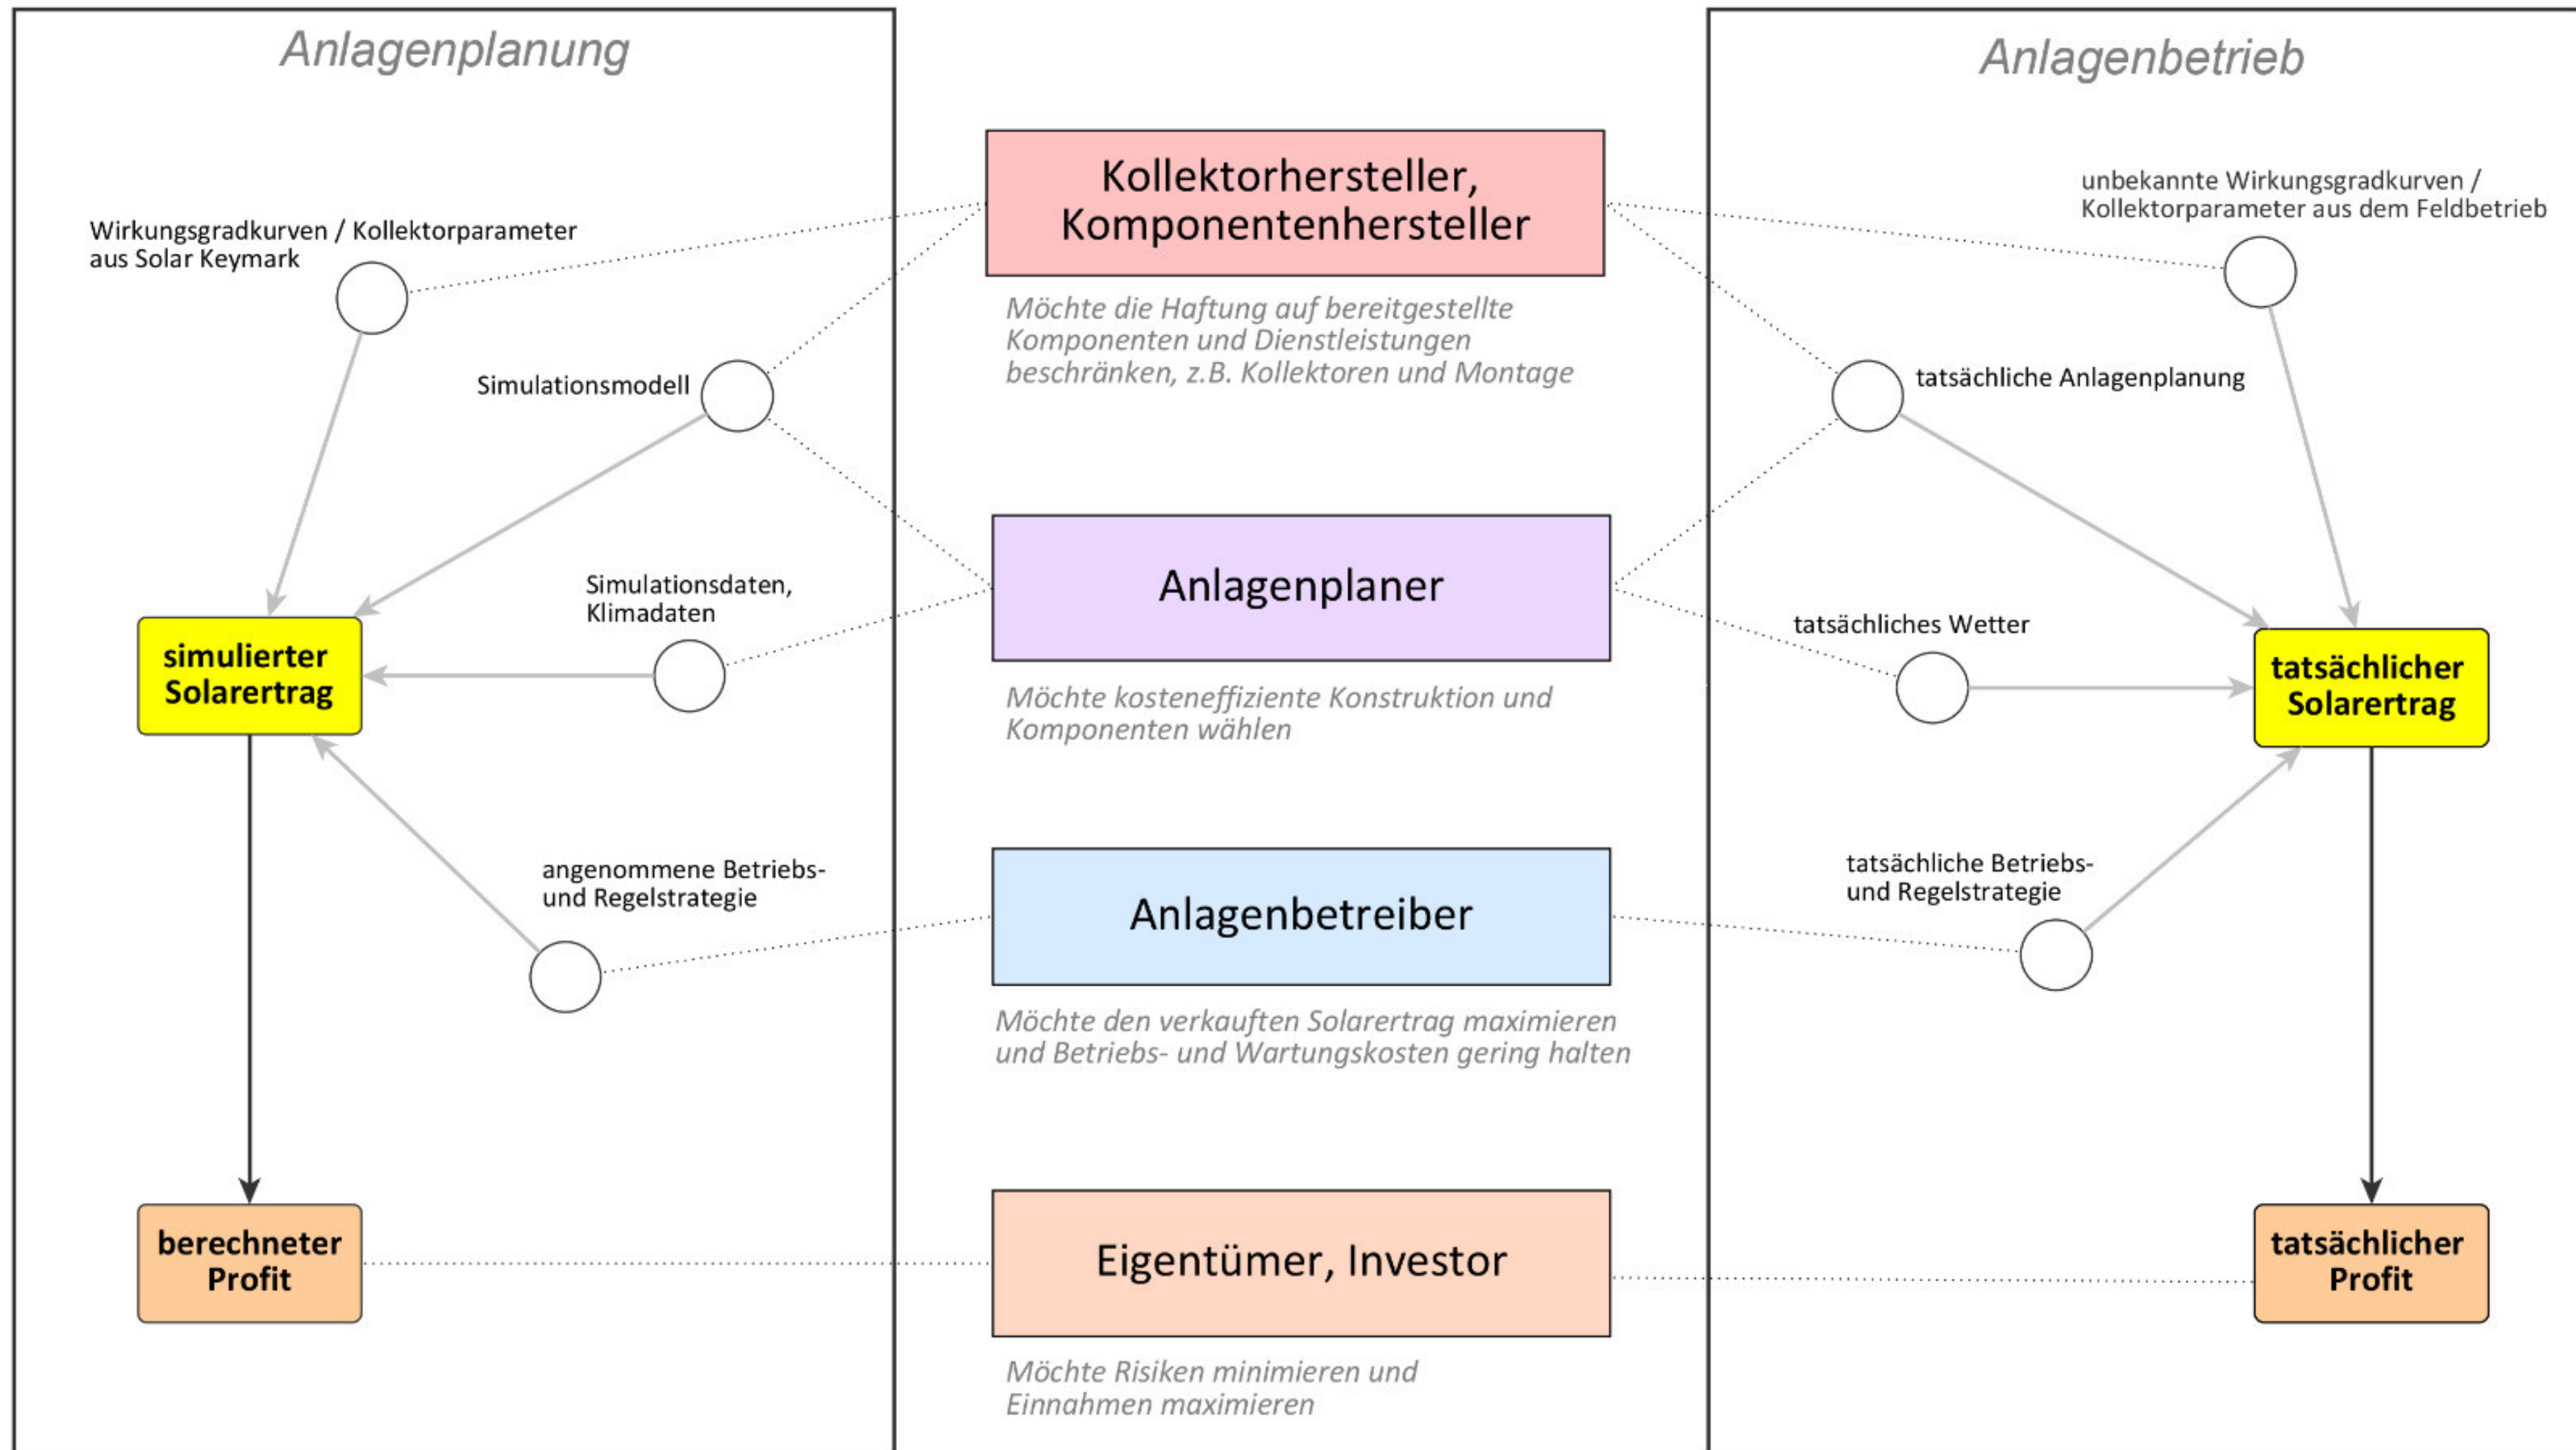 Anlagenplanung
Wirkungsgradkurven / Kollektorparameter
aus Solar Keymark
Simulationsmodell
Simulationsdaten,
Klimadaten
simulierter
Solarertrag
angenommene Betriebs-
und Regelstrategie
berechneter
Profit
Kollektorhersteller,
Komponentenhersteller
Möchte die Haftung auf bereitgestellte
Komponenten und Dienstleistungen
beschränken, z.B. Kollektoren und Montage
Anlagenplaner
Möchte kosteneffiziente Konstruktion und
Komponenten wählen
Anlagenbetreiber
Möchte den verkauften Solarertrag maximieren
und Betriebs- und Wartungskosten gering halten
Eigentümer, Investor
Möchte Risiken minimieren und
Einnahmen maximieren
Anlagenbetrieb
unbekannte Wirkungsgradkurven /
Kollektorparameter aus dem Feldbetrieb
tatsächliche Anlagenplanung
tatsächliches Wetter
tatsächlicher
Solarertrag
tatsächliche Betriebs-
und Regelstrategie
tatsächlicher
Profit